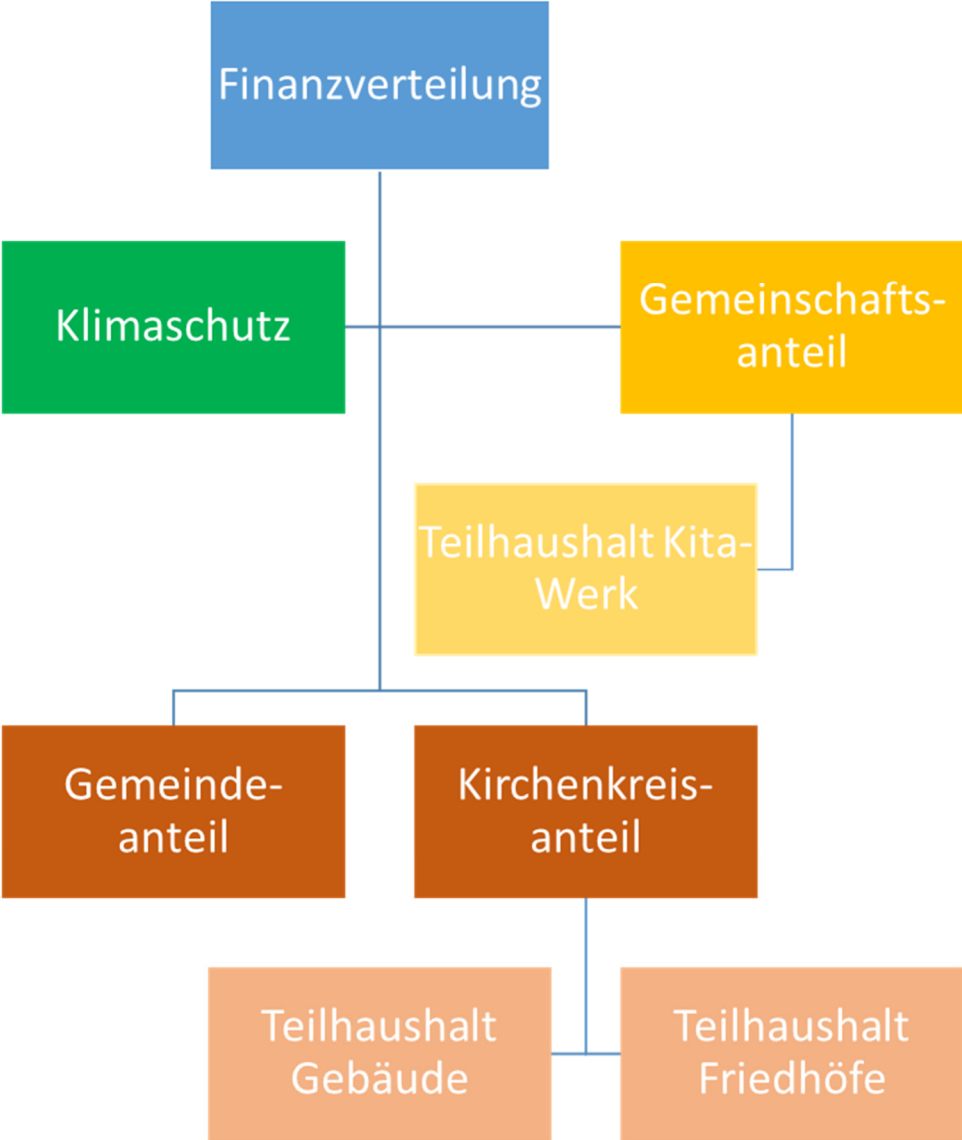 Finanzverteilung
Klimaschutz
Gemeinschafts-
anteil
Teilhaushalt Kita-
Werk
Gemeinde-
anteil
Kirchenkreis-
anteil
Teilhaushalt
Gebäude
Teilhaushalt
Friedhöfe